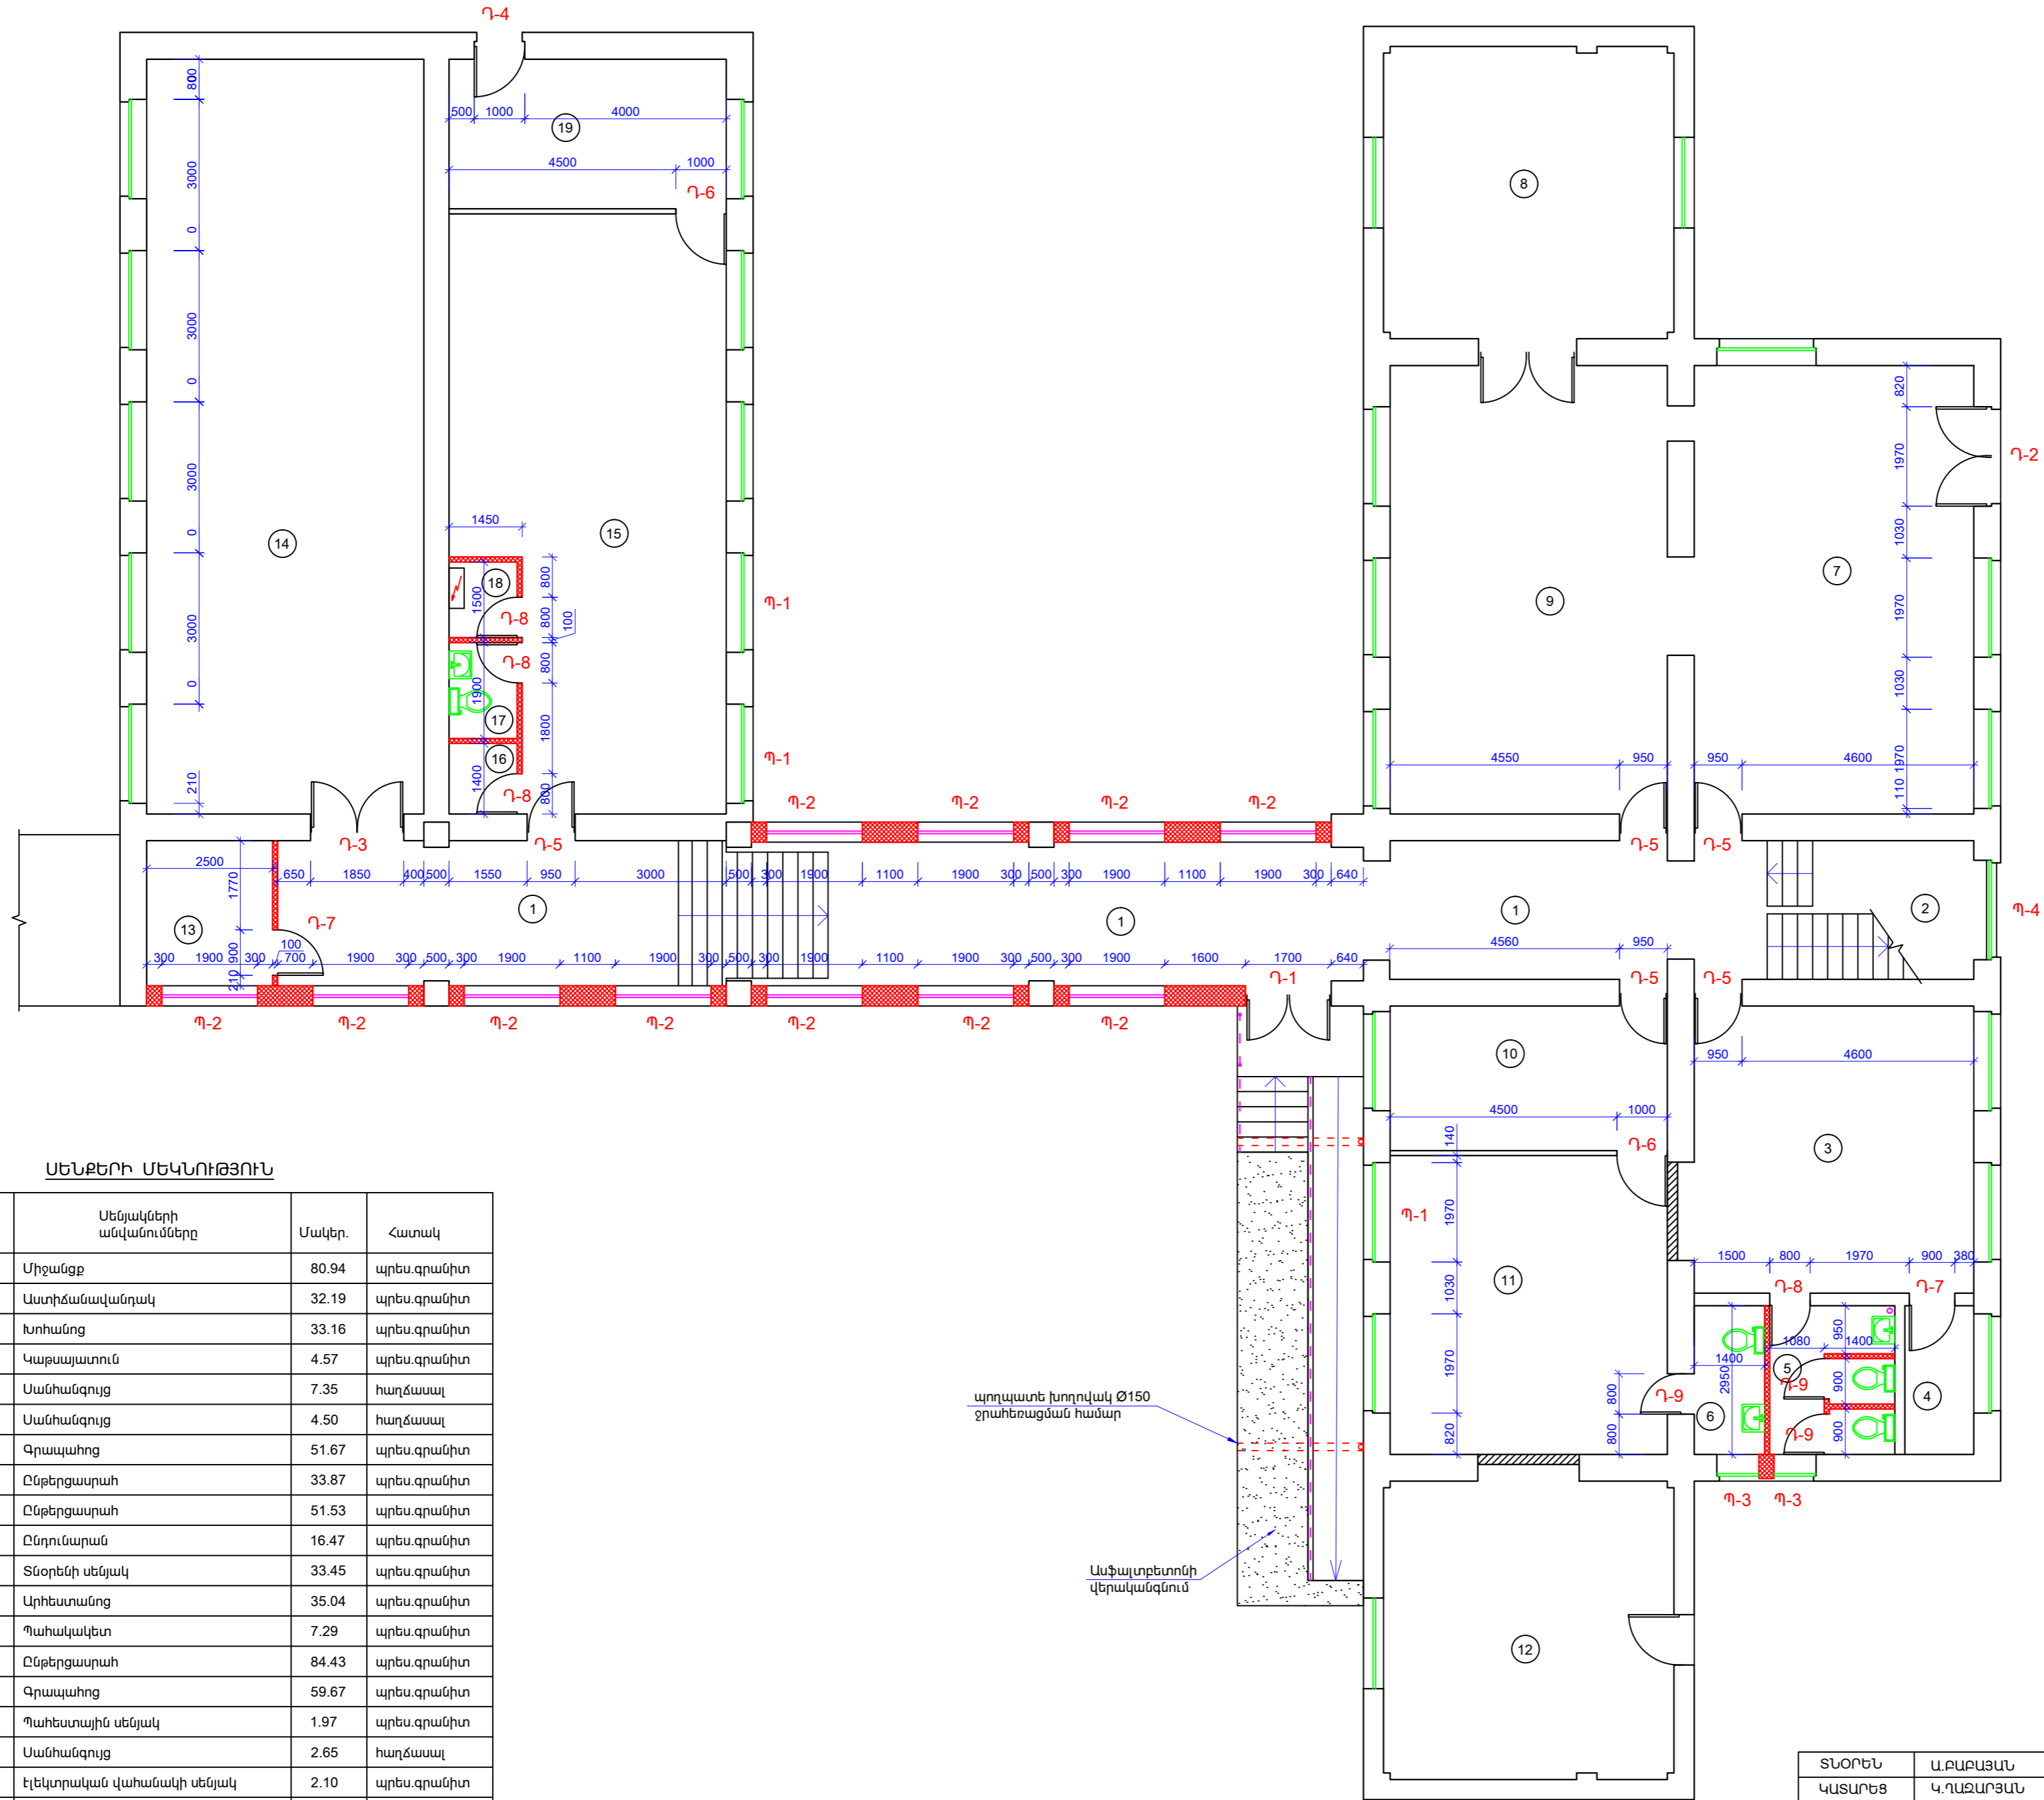 Դ-4
800
500 1000 4000
19
4500 1000
Դ-6
3000
0
8
3000
0
820
1970
Դ-2
3000
0
14
1450
15
1030
18
800
1500
Դ-8
800
100
Պ-1
9
7
1970
3000
0
Դ-8
800
1900
17
1800
1030
16
1400
Դ-8
800
Պ-1
210
4550 950 950 4600
1970
110
Պ-2 Պ-2 Պ-2 Պ-2
Դ-3 Դ-5 Դ-5 Դ-5
2500
1770
650 1850 400 500 1550 950 3000 500 300 1900 1100 1900 300 500 300 1900 1100 1900 300 640
13
Դ-7
1
1
1
2
Պ-4
900
100
4560 950
210
300 1900 300 700 1900 300 500 300 1900 1100 1900 300 500 300 1900 1100 1900 300 500 300 1900 1600 1700 640
Դ-1
Դ-5 Դ-5
Պ-2 Պ-2 Պ-2 Պ-2 Պ-2 Պ-2 Պ-2
10
950 4600
4500 1000
140
Դ-6
3
Պ-1
1970
11
1030
1500 800 1970 900 380
Դ-8 Դ-7
950
1080 1400
1970
1400
2950
5
Դ-9
900
4
800
Դ-9
6
Դ-9
900
820
800
Պ-3 Պ-3
12
պողպատե խողովակ Ø150
ջրահեռացման համար
Ասֆալտբետոնի
վերականգնում
ՍԵՆՔԵՐԻ ՄԵԿՆՈՒԹՅՈՒՆ
Սենյակների
անվանումները
Մակեր. Հատակ
Միջանցք 80.94 պրես.գրանիտ
Աստիճանավանդակ 32.19 պրես.գրանիտ
Խոհանոց 33.16 պրես.գրանիտ
Կաթսայատուն 4.57 պրես.գրանիտ
Սանհանգույց 7.35 հաղճասալ
Սանհանգույց 4.50 հաղճասալ
Գրապահոց 51.67 պրես.գրանիտ
Ընթերցասրահ 33.87 պրես.գրանիտ
Ընթերցասրահ 51.53 պրես.գրանիտ
Ընդունարան 16.47 պրես.գրանիտ
Տնօրենի սենյակ 33.45 պրես.գրանիտ
Արհեստանոց 35.04 պրես.գրանիտ
Պահակակետ 7.29 պրես.գրանիտ
Ընթերցասրահ 84.43 պրես.գրանիտ
Գրապահոց 59.67 պրես.գրանիտ
Պահեստային սենյակ 1.97 պրես.գրանիտ
Սանհանգույց 2.65 հաղճասալ
Էլեկտրական վահանակի սենյակ 2.10 պրես.գրանիտ
ՏՆՕՐԵՆ Ա.ԲԱԲԱՅԱՆ
ԿԱՏԱՐԵՑ Կ.ՂԱԶԱՐՅԱՆ